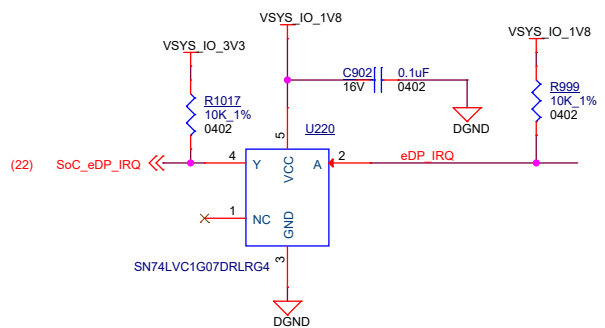 VSYS_IO_1V8
VSYS_IO_3V3
VSYS_IO_1V8
C902
0.1uF
16V
0402
R1017
10K_1%
0402
R999
10K_1%
0402
DGND
U220
5
(22)
SoC_eDP_IRQ
4
Y
VCC
A
2
eDP_IRQ
1
NC
GND
3
SN74LVC1G07DRLRG4
DGND